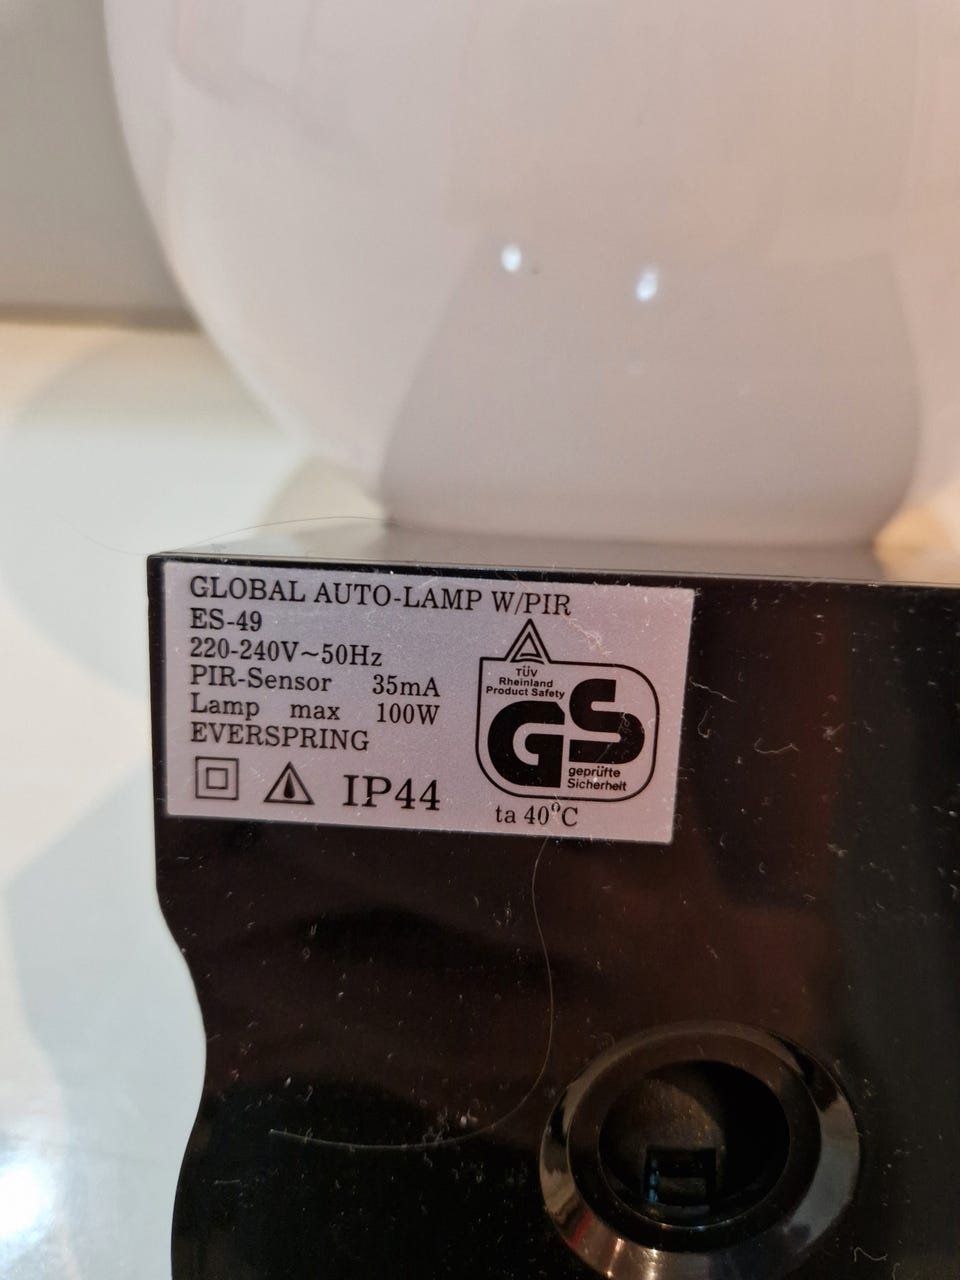 GLOBAL AUTO-LAMP W/PIR
ES-49
220-240V~50Hz
PIR-Sensor 35mA
Lamp max 100W
EVERSPRING
IP44
TÜV
Rheinland
Product Safety
GS
geprüfte
Sicherheit
ta 40°C